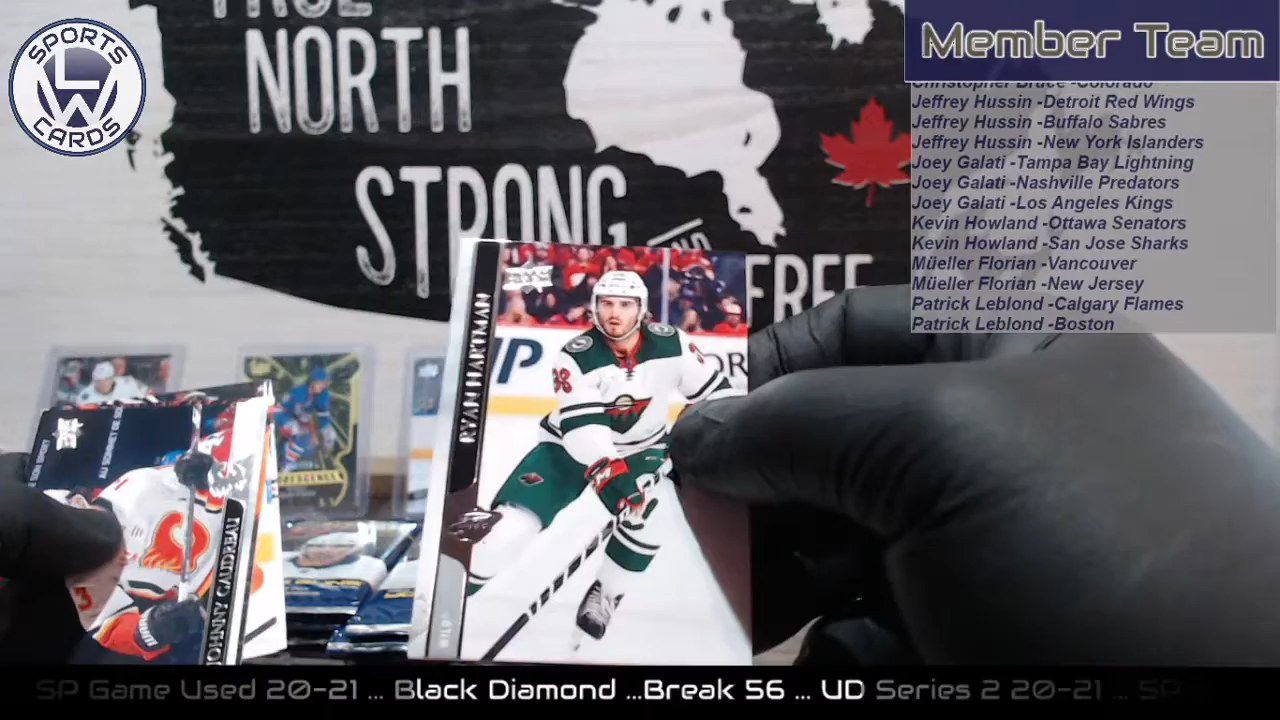 SPORTS
LW
CARDS
TRUE
NORTH
STRONG
AND
FREE
Member Team
Christopher Bruce -Colorado
Jeffrey Hussin -Detroit Red Wings
Jeffrey Hussin -Buffalo Sabres
Jeffrey Hussin -New York Islanders
Joey Galati -Tampa Bay Lightning
Joey Galati -Nashville Predators
Joey Galati -Los Angeles Kings
Kevin Howland -Ottawa Senators
Kevin Howland -San Jose Sharks
Müeller Florian -Vancouver
Müeller Florian -New Jersey
Patrick Leblond -Calgary Flames
Patrick Leblond -Boston
RYAN HARTMAN
38
JOHNNY GAUDREAU
SP Game Used 20-21 ... Black Diamond ...Break 56 ... UD Series 2 20-21 ... SP